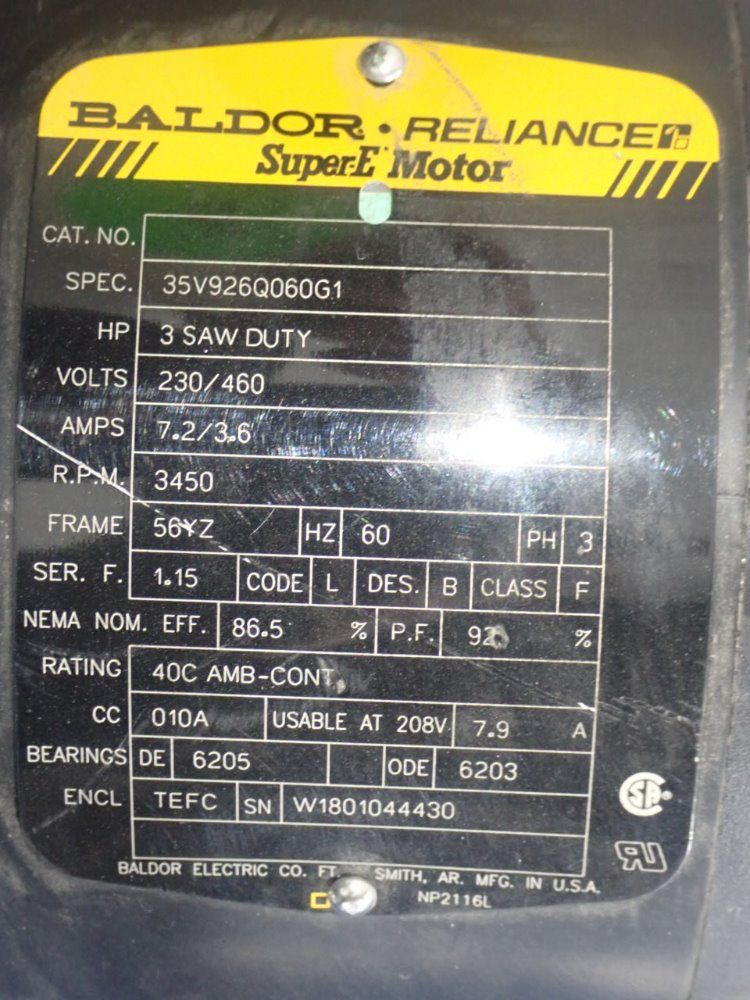 BALDOR • RELIANCE
Super-E Motor
CAT. NO.
SPEC. 35V926Q060G1
HP 3 SAW DUTY
VOLTS 230/460
AMPS 7.2/3.6
R.P.M. 3450
FRAME 56YZ HZ 60 PH 3
SER. F. 1.15 CODE L DES. B CLASS F
NEMA NOM. EFF. 86.5 % P.F. %
RATING 40C AMB-CONT.
CC 010A USABLE AT 208V 7.9 A
BEARINGS DE 6205 ODE 6203
ENCL TEFC SN W1801044430
BALDOR ELECTRIC CO. FT. SMITH, AR. MFG. IN U.S.A.
NP2116L